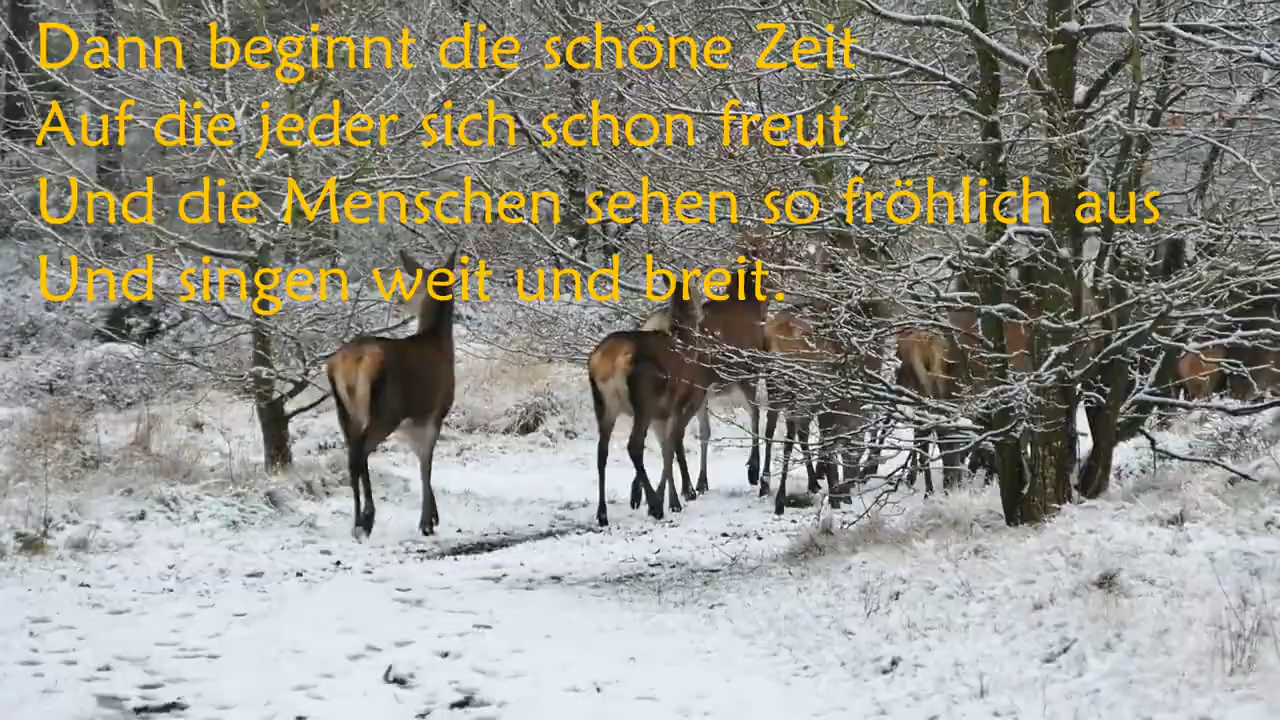 Dann beginnt die schöne Zeit
Auf die jeder sich schon freut
Und die Menschen sehen so fröhlich aus
Und singen weit und breit.